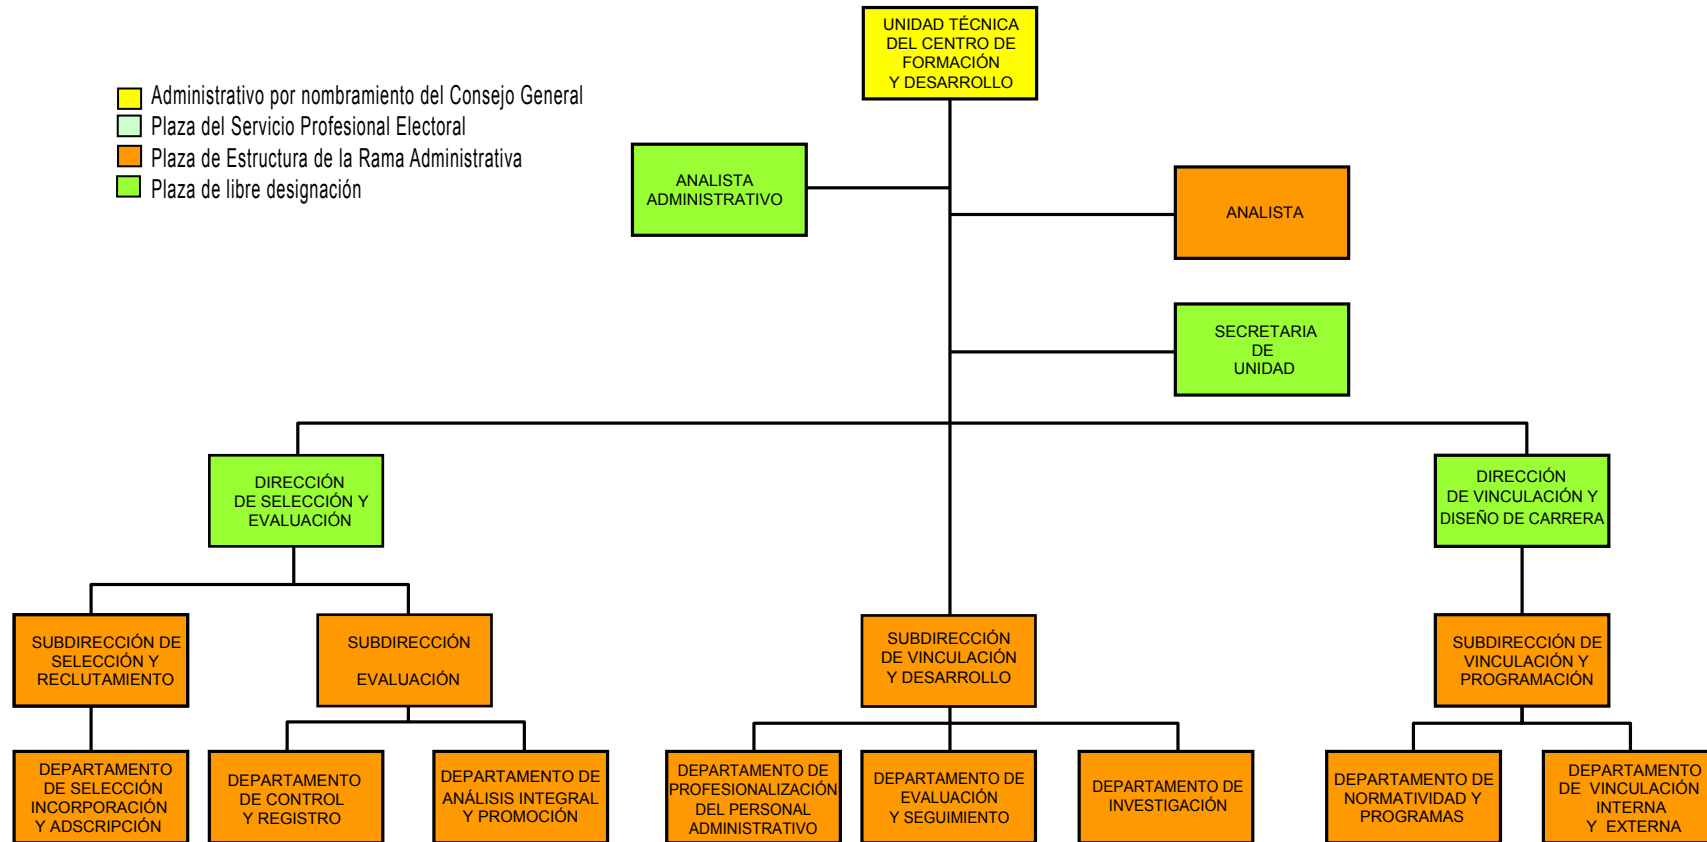 UNIDAD TÉCNICA
DEL CENTRO DE
FORMACIÓN
Y DESARROLLO
Administrativo por nombramiento del Consejo General
Plaza del Servicio Profesional Electoral
Plaza de Estructura de la Rama Administrativa
Plaza de libre designación
ANALISTA
ADMINISTRATIVO
ANALISTA
SECRETARIA
DE
UNIDAD
DIRECCIÓN
DE SELECCIÓN Y
EVALUACIÓN
DIRECCIÓN
DE VINCULACIÓN Y
DISEÑO DE CARRERA
SUBDIRECCIÓN DE
SELECCIÓN Y
RECLUTAMIENTO
SUBDIRECCIÓN
EVALUACIÓN
SUBDIRECCIÓN
DE VINCULACIÓN
Y DESARROLLO
SUBDIRECCIÓN DE
VINCULACIÓN Y
PROGRAMACIÓN
DEPARTAMENTO
DE SELECCIÓN
INCORPORACIÓN
Y ADSCRIPCIÓN
DEPARTAMENTO
DE CONTROL
Y REGISTRO
DEPARTAMENTO DE
ANÁLISIS INTEGRAL
Y PROMOCIÓN
DEPARTAMENTO DE
PROFESIONALIZACIÓN
DEL PERSONAL
ADMINISTRATIVO
DEPARTAMENTO DE
EVALUACIÓN
Y SEGUIMIENTO
DEPARTAMENTO DE
INVESTIGACIÓN
DEPARTAMENTO DE
NORMATIVIDAD Y
PROGRAMAS
DEPARTAMENTO
DE VINCULACIÓN
INTERNA
Y EXTERNA